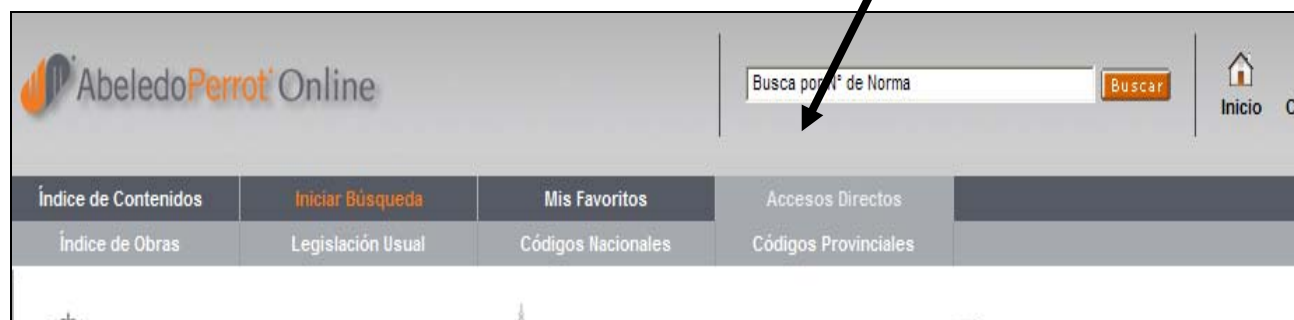 AbeledoPerrot Online
Busca por N° de Norma
Buscar
Inicio
Índice de Contenidos
Iniciar Búsqueda
Mis Favoritos
Accesos Directos
Índice de Obras
Legislación Usual
Códigos Nacionales
Códigos Provinciales